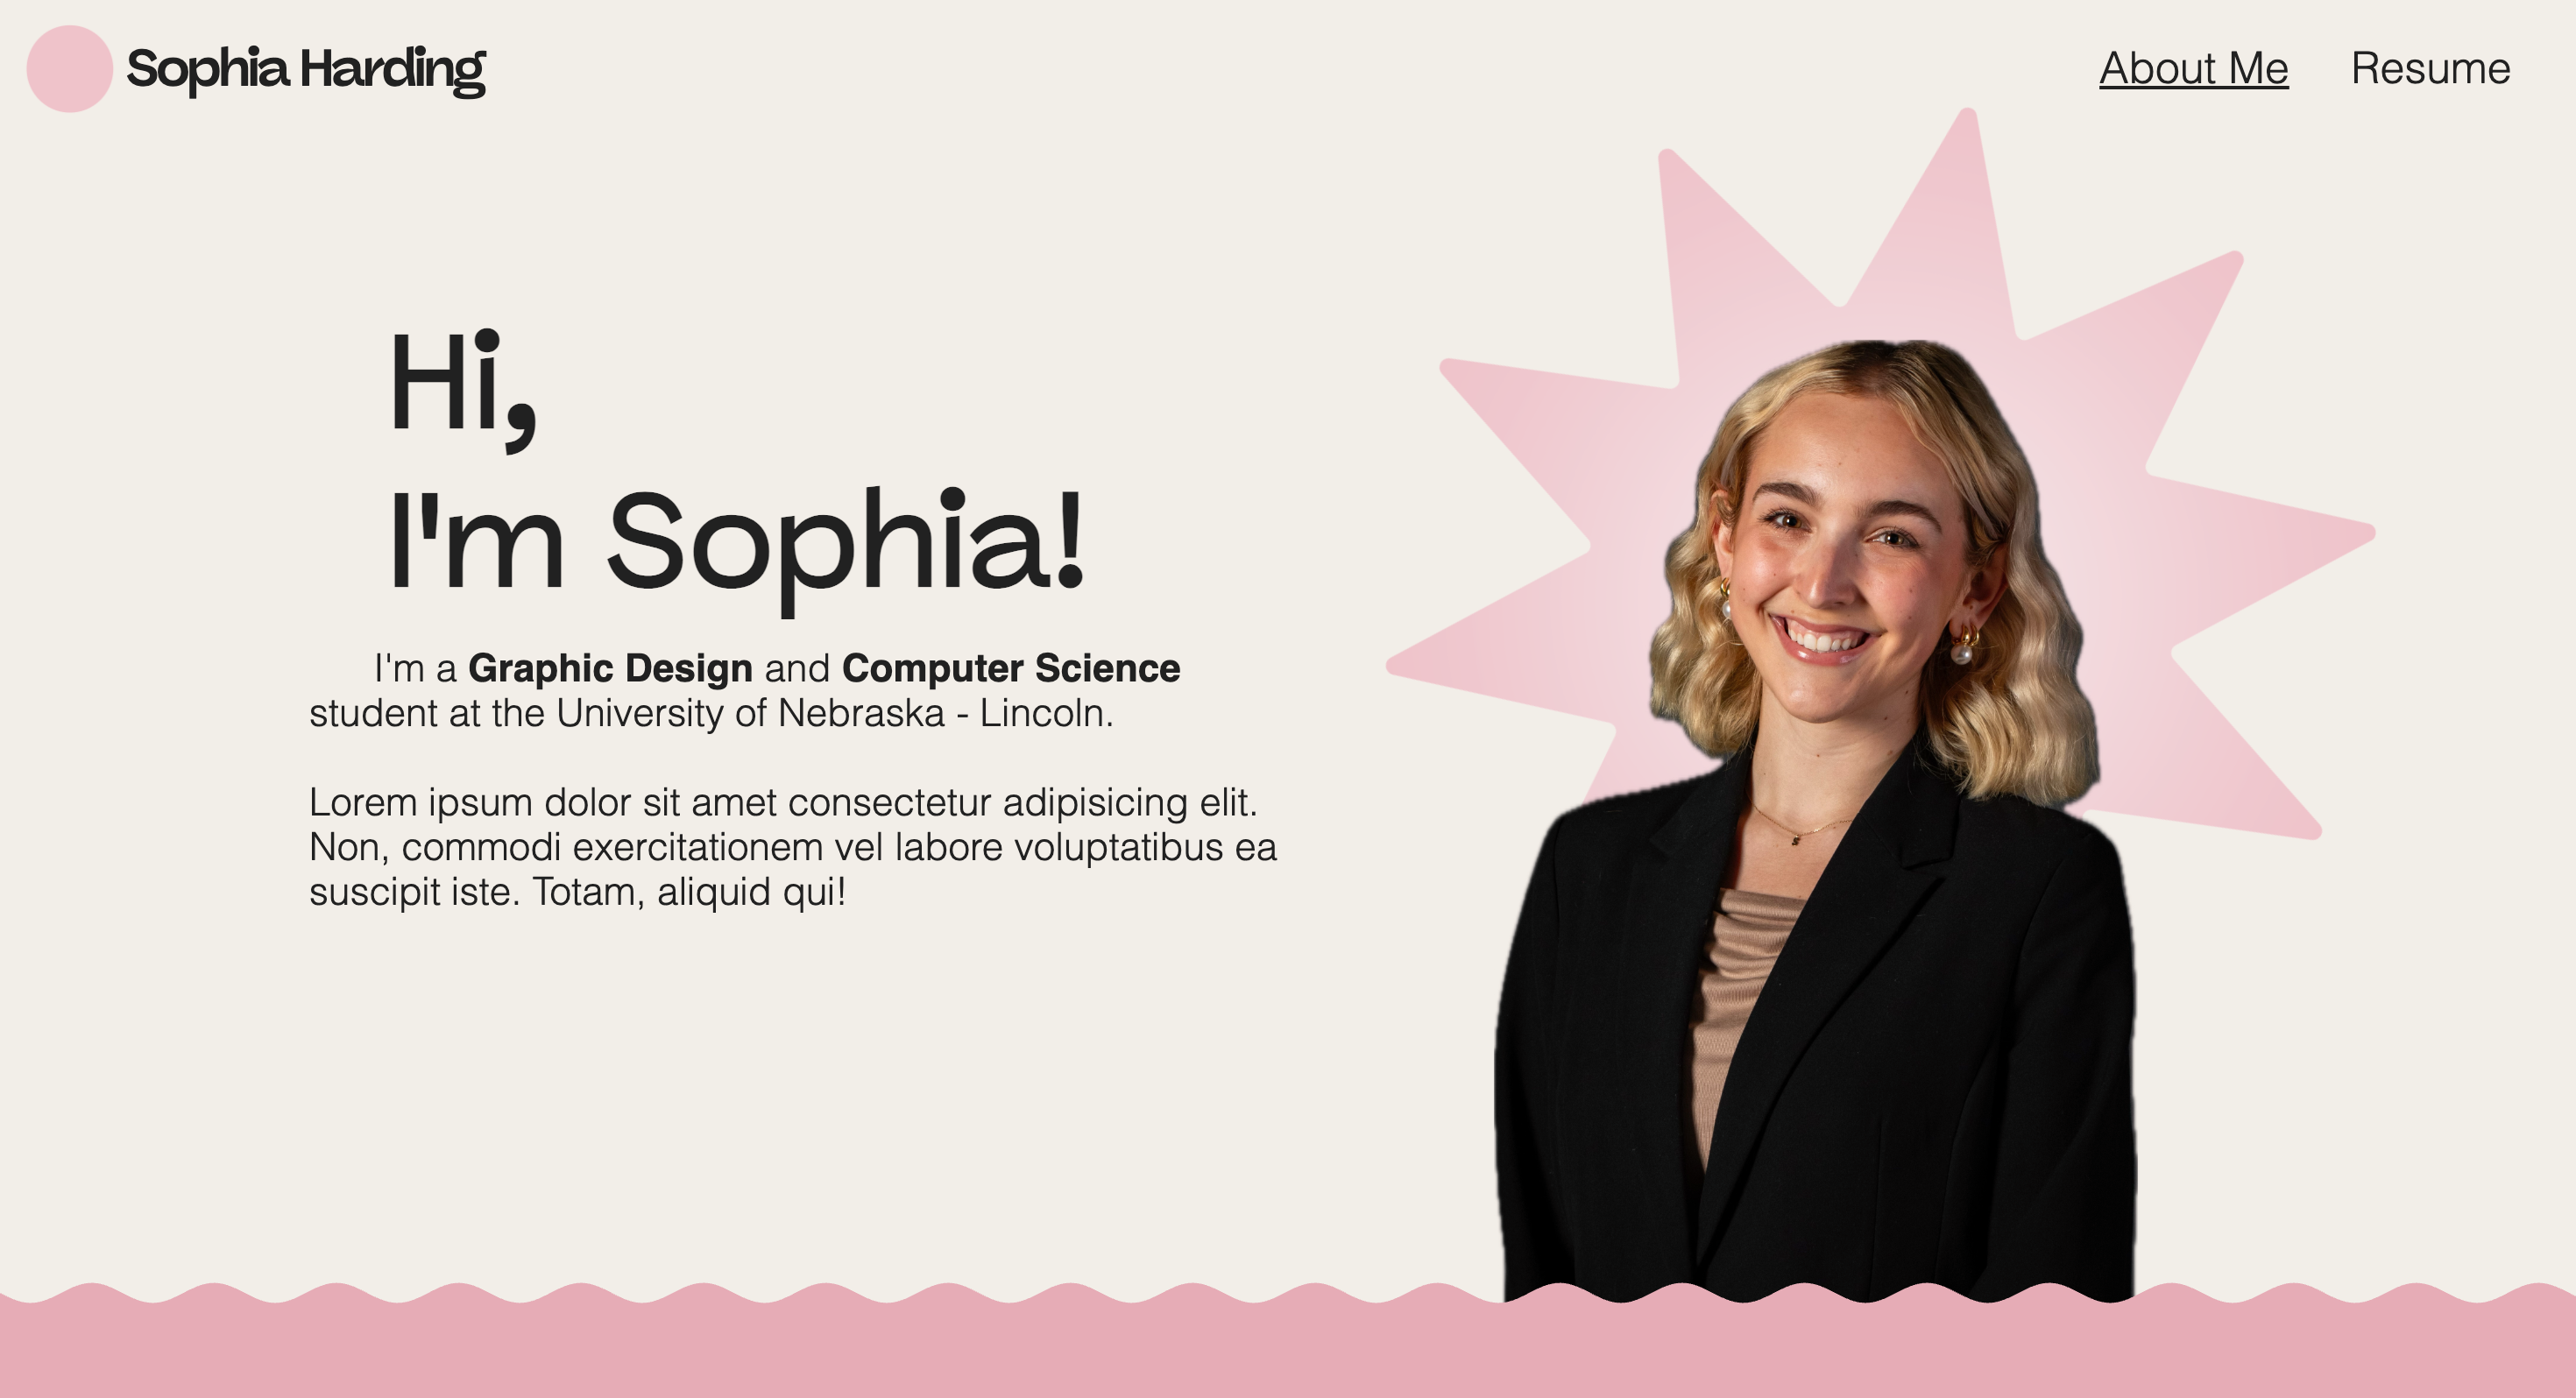 Sophia Harding
About Me
Resume
Hi,
I'm Sophia!
I'm a Graphic Design and Computer Science
student at the University of Nebraska - Lincoln.
Lorem ipsum dolor sit amet consectetur adipisicing elit.
Non, commodi exercitationem vel labore voluptatibus ea
suscipit iste. Totam, aliquid qui!